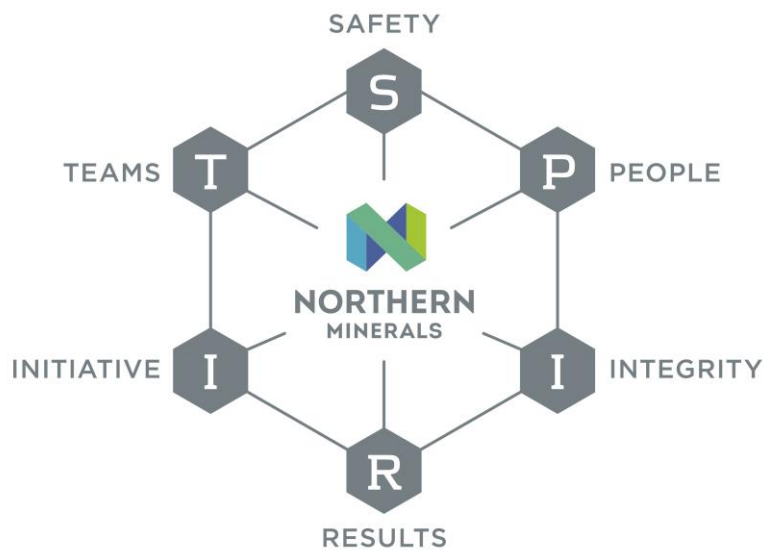 SAFETY
S
TEAMS T
P PEOPLE
NORTHERN
MINERALS
INITIATIVE I
I INTEGRITY
R
RESULTS